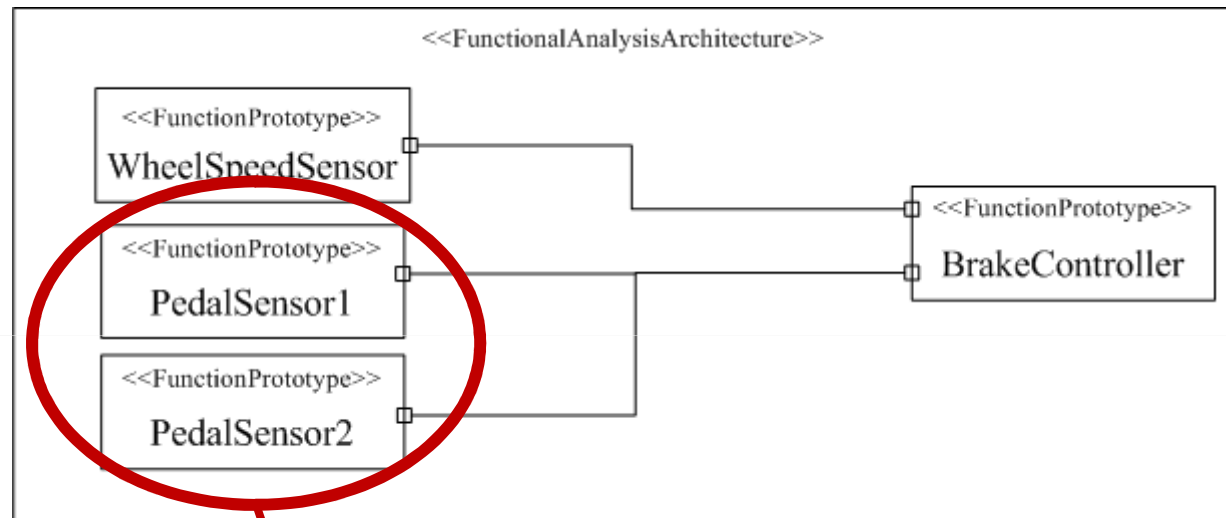 <<FunctionalAnalysisArchitecture>>
<<FunctionPrototype>>
WheelSpeedSensor
<<FunctionPrototype>>
PedalSensor1
<<FunctionPrototype>>
PedalSensor2
<<FunctionPrototype>>
BrakeController